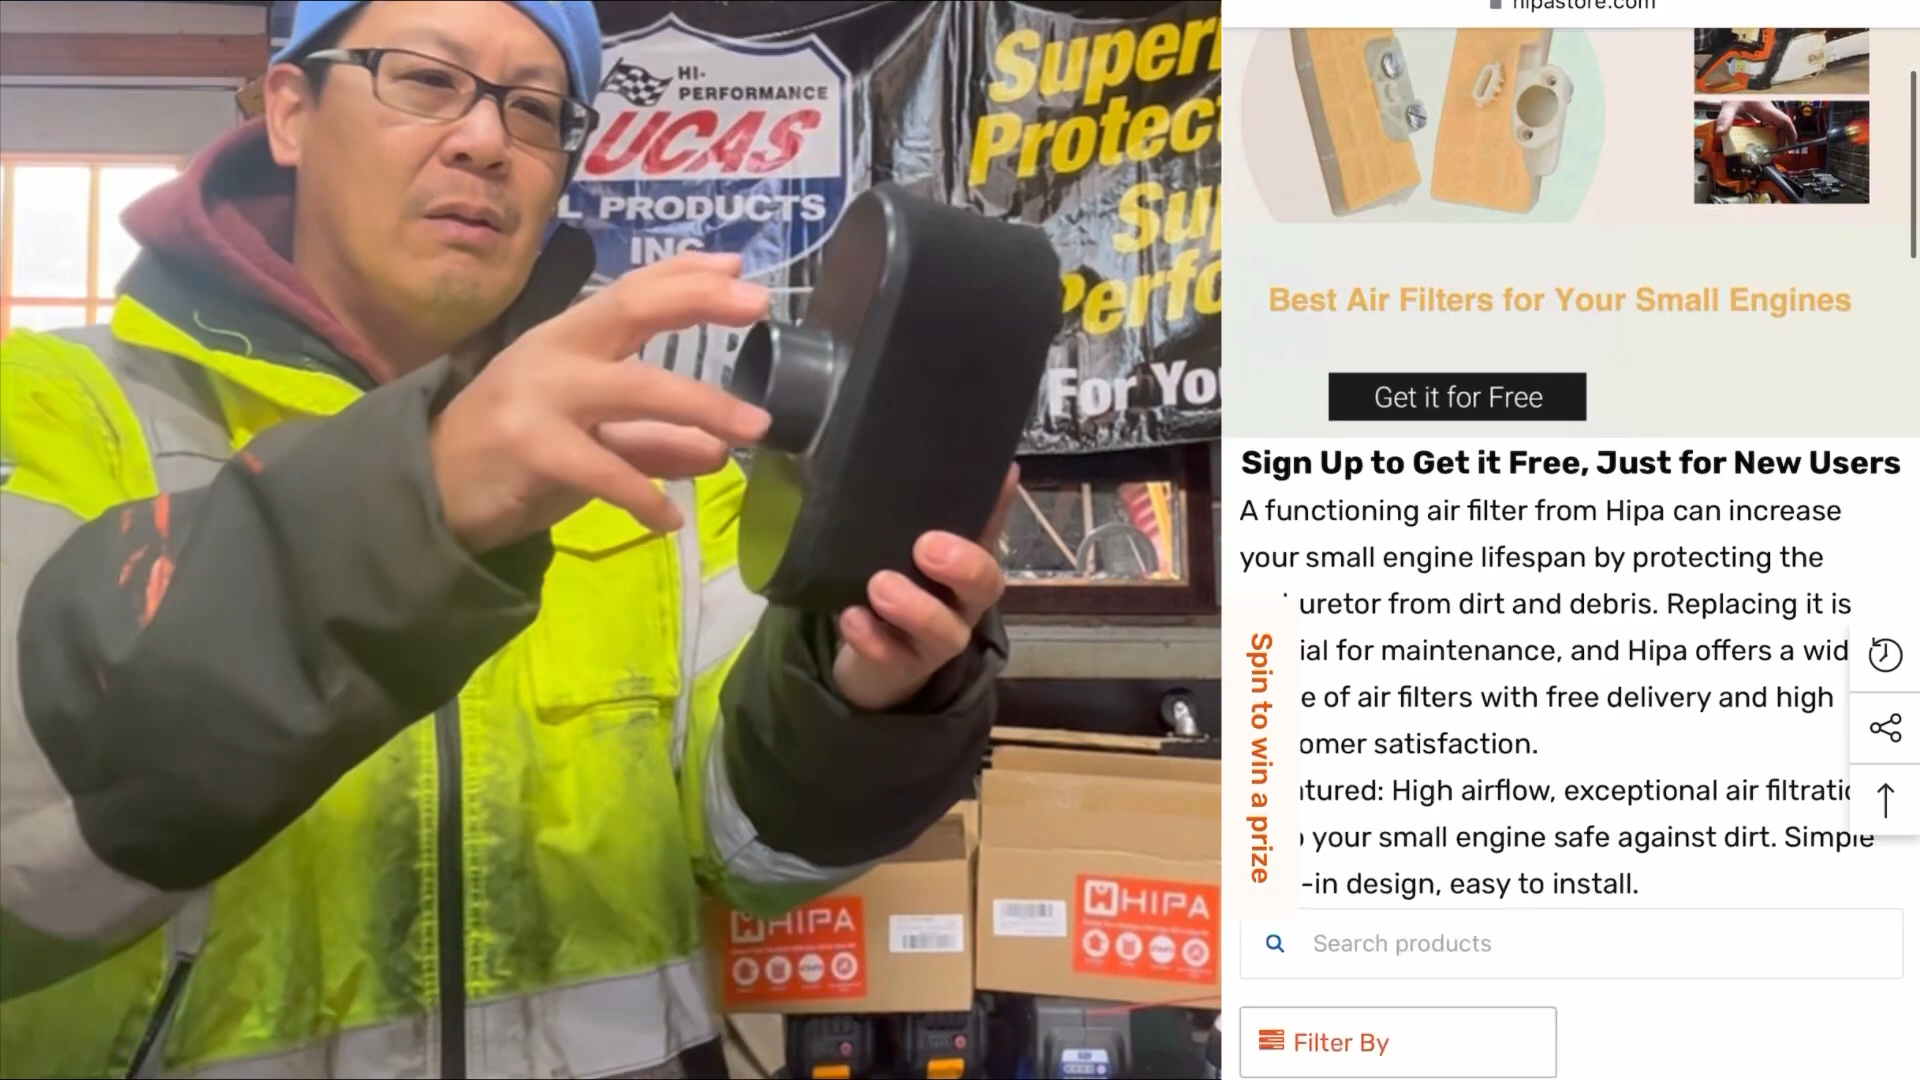 HI-
PERFORMANCE
LUCAS
L PRODUCTS
INC
Super
Protec
Su
Perfo
For Yo
HIPA
HIPA
hipastore.com
Best Air Filters for Your Small Engines
Get it for Free
Sign Up to Get it Free, Just for New Users
A functioning air filter from Hipa can increase
your small engine lifespan by protecting the
uretor from dirt and debris. Replacing it is
ial for maintenance, and Hipa offers a wid
e of air filters with free delivery and high
omer satisfaction.
tured: High airflow, exceptional air filtratio
your small engine safe against dirt. Simple
-in design, easy to install.
Spin to win a prize
Search products
Filter By